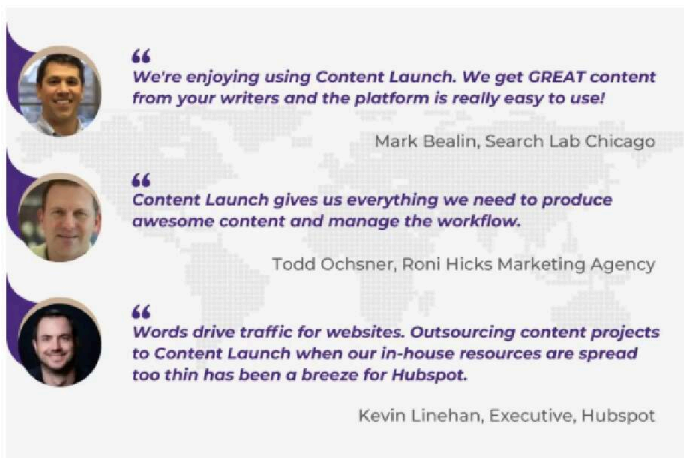 “
We're enjoying using Content Launch. We get GREAT content
from your writers and the platform is really easy to use!
Mark Bealin, Search Lab Chicago
“
Content Launch gives us everything we need to produce
awesome content and manage the workflow.
Todd Ochsner, Roni Hicks Marketing Agency
“
Words drive traffic for websites. Outsourcing content projects
to Content Launch when our in-house resources are spread
too thin has been a breeze for Hubspot.
Kevin Linehan, Executive, Hubspot